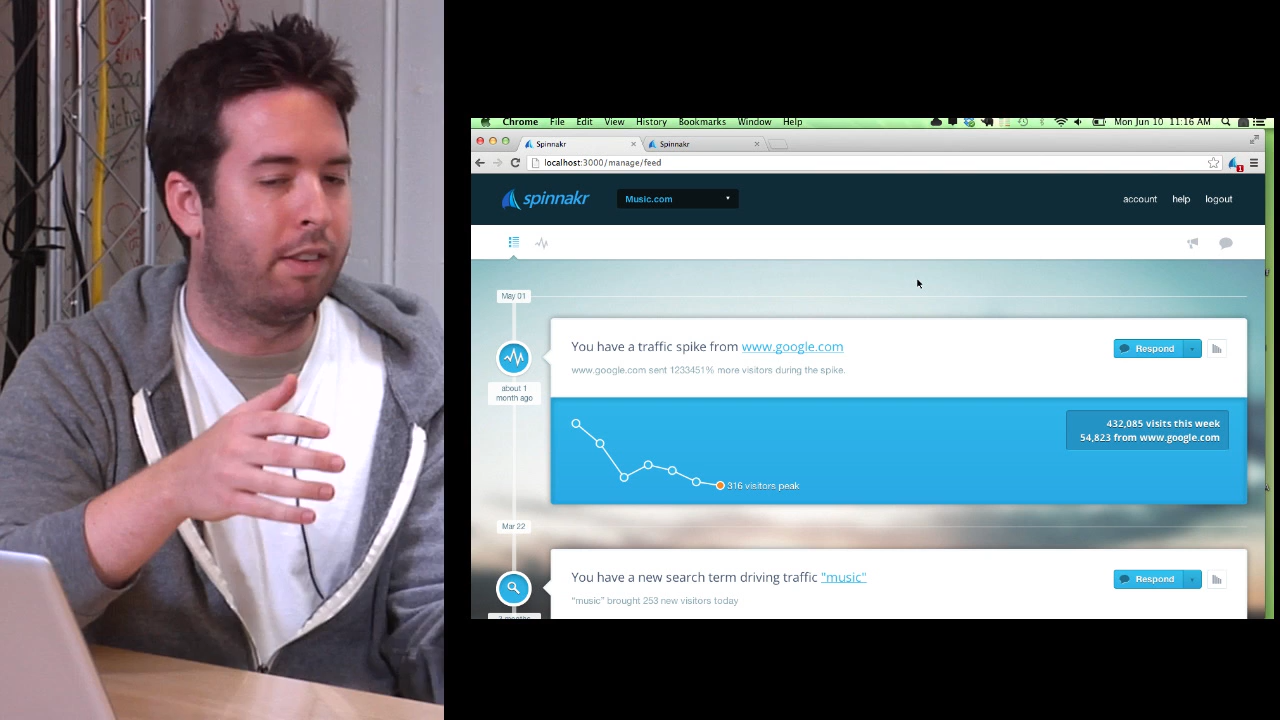 Chrome File Edit View History Bookmarks Window Help Mon Jun 10 11:16 AM
Spinnakr Spinnakr
localhost:3000/manage/feed
1
spinnakr Music.com account help logout
May 01
You have a traffic spike from www.google.com Respond
www.google.com sent 1233451% more visitors during the spike.
about 1
month ago
432,085 visits this week
54,823 from www.google.com
316 visitors peak
Mar 22
You have a new search term driving traffic "music" Respond
"music" brought 253 new visitors today